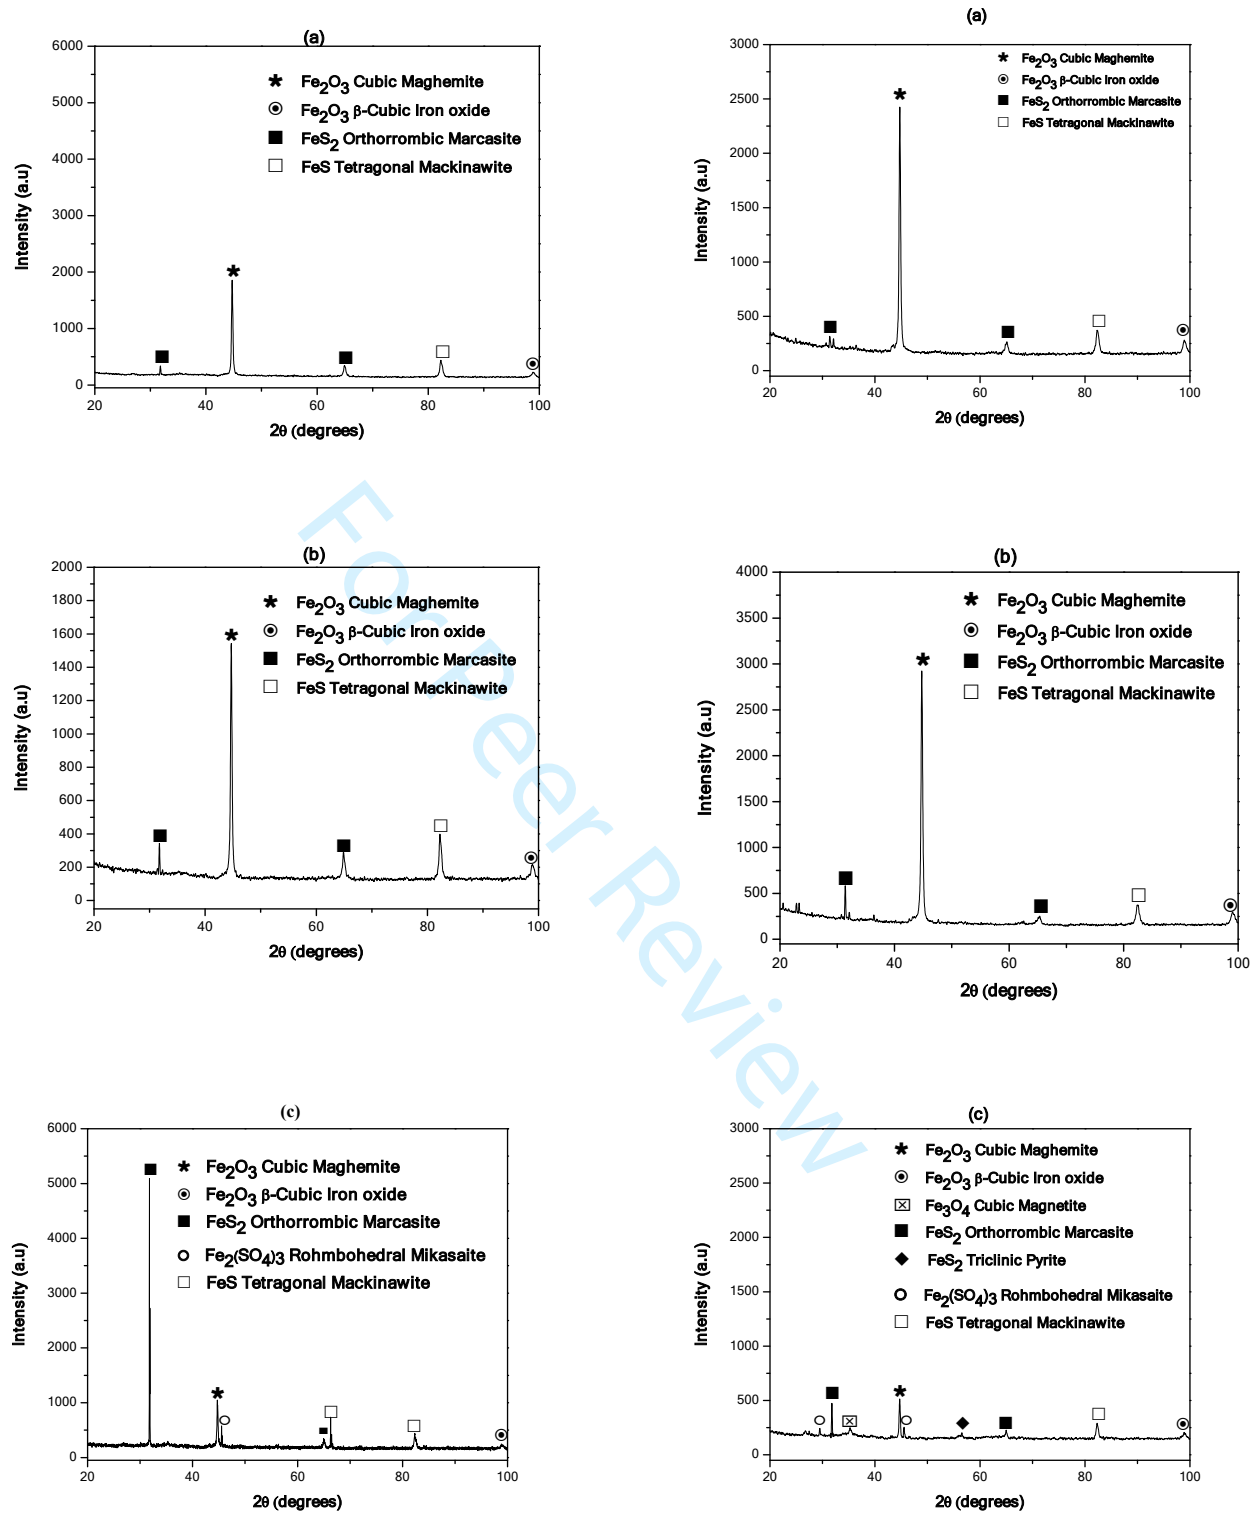 (a)
6000
5000
4000
3000
2000
1000
0
20 40 60 80 100
Intensity (a.u)
2θ (degrees)
Fe2O3 Cubic Maghemite
Fe2O3 β-Cubic Iron oxide
FeS2 Orthorrombic Marcasite
FeS Tetragonal Mackinawite
(a)
3000
2500
2000
1500
1000
500
0
20 40 60 80 100
Intensity (a.u)
2θ (degrees)
Fe2O3 Cubic Maghemite
Fe2O3 β-Cubic Iron oxide
FeS2 Orthorrombic Marcasite
FeS Tetragonal Mackinawite
For Peer Review
(b)
2000
1800
1600
1400
1200
1000
800
600
400
200
0
20 40 60 80 100
Intensity (a.u)
2θ (degrees)
Fe2O3 Cubic Maghemite
Fe2O3 β-Cubic Iron oxide
FeS2 Orthorrombic Marcasite
FeS Tetragonal Mackinawite
(b)
4000
3500
3000
2500
2000
1500
1000
500
0
20 40 60 80 100
Intensity (a.u)
2θ (degrees)
Fe2O3 Cubic Maghemite
Fe2O3 β-Cubic Iron oxide
FeS2 Orthorrombic Marcasite
FeS Tetragonal Mackinawite
(c)
6000
5000
4000
3000
2000
1000
0
20 40 60 80 100
Intensity (a.u)
2θ (degrees)
Fe2O3 Cubic Maghemite
Fe2O3 β-Cubic Iron oxide
FeS2 Orthorrombic Marcasite
Fe2(SO4)3 Rohmbohedral Mikasaite
FeS Tetragonal Mackinawite
(c)
3000
2500
2000
1500
1000
500
0
20 40 60 80 100
Intensity (a.u)
2θ (degrees)
Fe2O3 Cubic Maghemite
Fe2O3 β-Cubic Iron oxide
Fe3O4 Cubic Magnetite
FeS2 Orthorrombic Marcasite
FeS2 Triclinic Pyrite
Fe2(SO4)3 Rohmbohedral Mikasaite
FeS Tetragonal Mackinawite